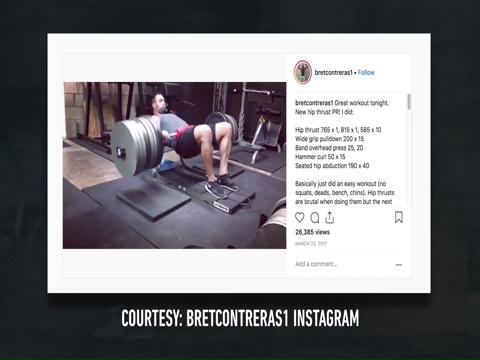 bretcontreras1 • Follow
bretcontreras1 Great workout tonight.
New hip thrust PR! I did:
Hip thrust 765 x 1, 815 x 1, 585 x 10
Wide grip pulldown 200 x 15
Band overhead press 25, 20
Hammer curl 50 x 15
Seated hip abduction 190 x 40
Basically just did an easy workout (no
squats, deads, bench, chins). Hip thrusts
are brutal when doing them but the next
26,385 views
MARCH 23, 2017
Add a comment...
COURTESY: BRETCONTRERAS1 INSTAGRAM